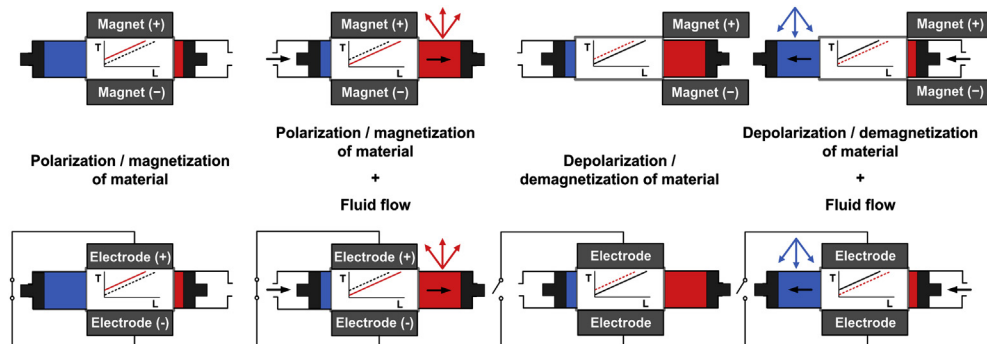 Magnet (+)
T
L
Magnet (−)
Magnet (+)
T
L
Magnet (−)
Magnet (+)
T
L
Magnet (−)
Magnet (+)
T
L
Magnet (−)
Polarization / magnetization
of material
Polarization / magnetization
of material
+
Fluid flow
Depolarization /
demagnetization of material
Depolarization / demagnetization
of material
+
Fluid flow
Electrode (+)
T
L
Electrode (-)
Electrode (+)
T
L
Electrode (-)
Electrode
T
L
Electrode
Electrode
T
L
Electrode